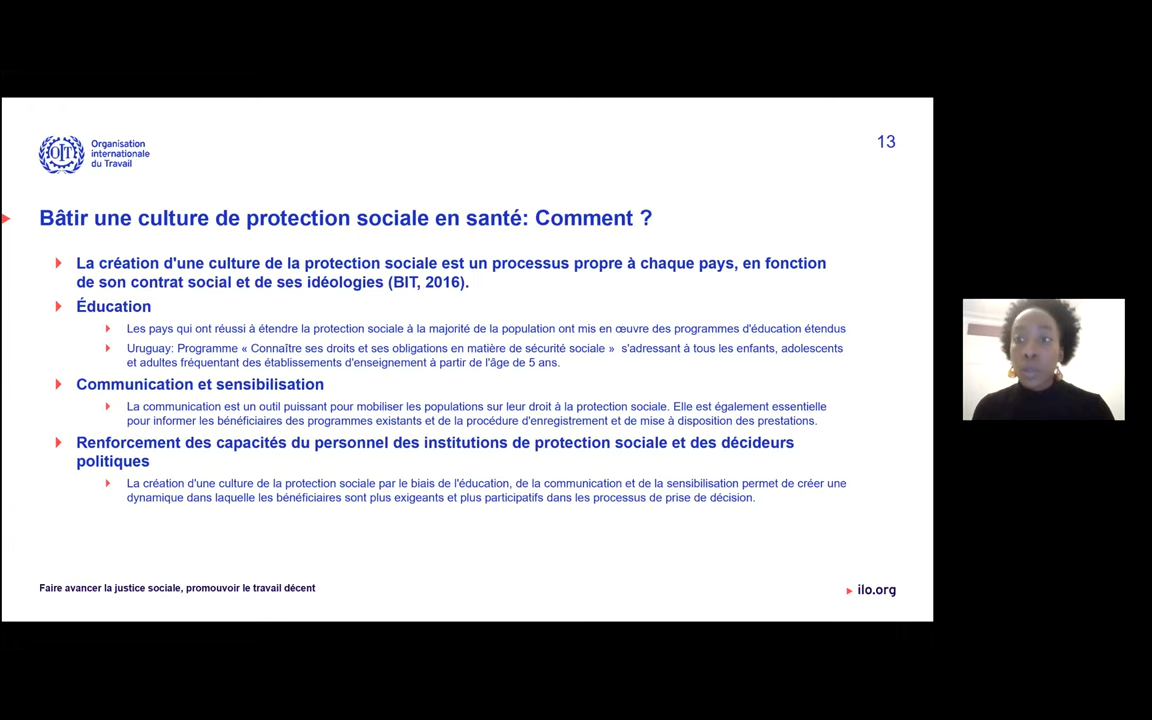 OIT
Organisation
internationale
du Travail
13
Bâtir une culture de protection sociale en santé: Comment ?
La création d'une culture de la protection sociale est un processus propre à chaque pays, en fonction
de son contrat social et de ses idéologies (BIT, 2016).
Éducation
Les pays qui ont réussi à étendre la protection sociale à la majorité de la population ont mis en œuvre des programmes d'éducation étendus
Uruguay: Programme « Connaître ses droits et ses obligations en matière de sécurité sociale » s'adressant à tous les enfants, adolescents
et adultes fréquentant des établissements d'enseignement à partir de l'âge de 5 ans.
Communication et sensibilisation
La communication est un outil puissant pour mobiliser les populations sur leur droit à la protection sociale. Elle est également essentielle
pour informer les bénéficiaires des programmes existants et de la procédure d'enregistrement et de mise à disposition des prestations.
Renforcement des capacités du personnel des institutions de protection sociale et des décideurs
politiques
La création d'une culture de la protection sociale par le biais de l'éducation, de la communication et de la sensibilisation permet de créer une
dynamique dans laquelle les bénéficiaires sont plus exigeants et plus participatifs dans les processus de prise de décision.
Faire avancer la justice sociale, promouvoir le travail décent
ilo.org